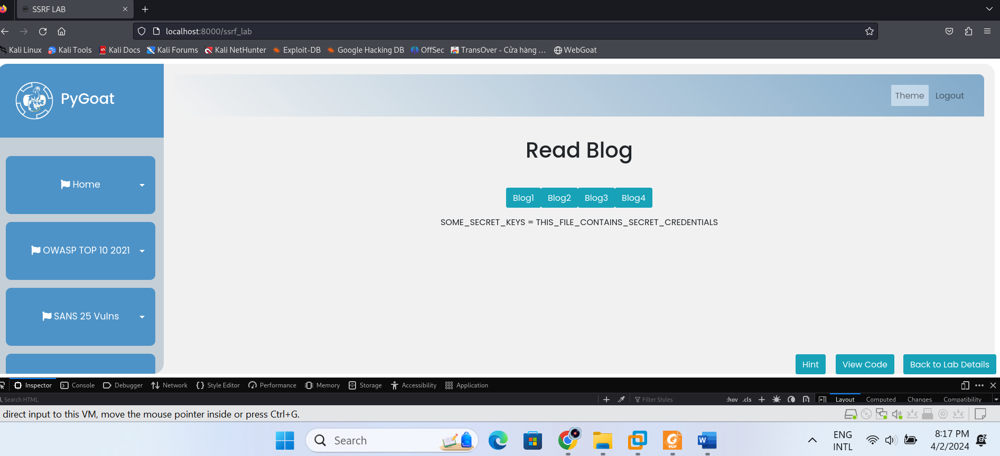 SSRF LAB
localhost:8000/ssrf_lab
Kali Linux Kali Tools Kali Docs Kali Forums Kali NetHunter Exploit-DB Google Hacking DB OffSec TransOver - Cửa hàng ... WebGoat
PyGoat
Theme Logout
Read Blog
Home
Blog1 Blog2 Blog3 Blog4
SOME_SECRET_KEYS = THIS_FILE_CONTAINS_SECRET_CREDENTIALS
OWASP TOP 10 2021
SANS 25 Vulns
Hint View Code Back to Lab Details
Inspector Console Debugger Network Style Editor Performance Memory Storage Accessibility Application
Search HTML Filter Styles :hov .cls Layout Computed Changes Compatibility
direct input to this VM, move the mouse pointer inside or press Ctrl+G.
Search
PDF
W
ENG
INTL
8:17 PM
4/2/2024